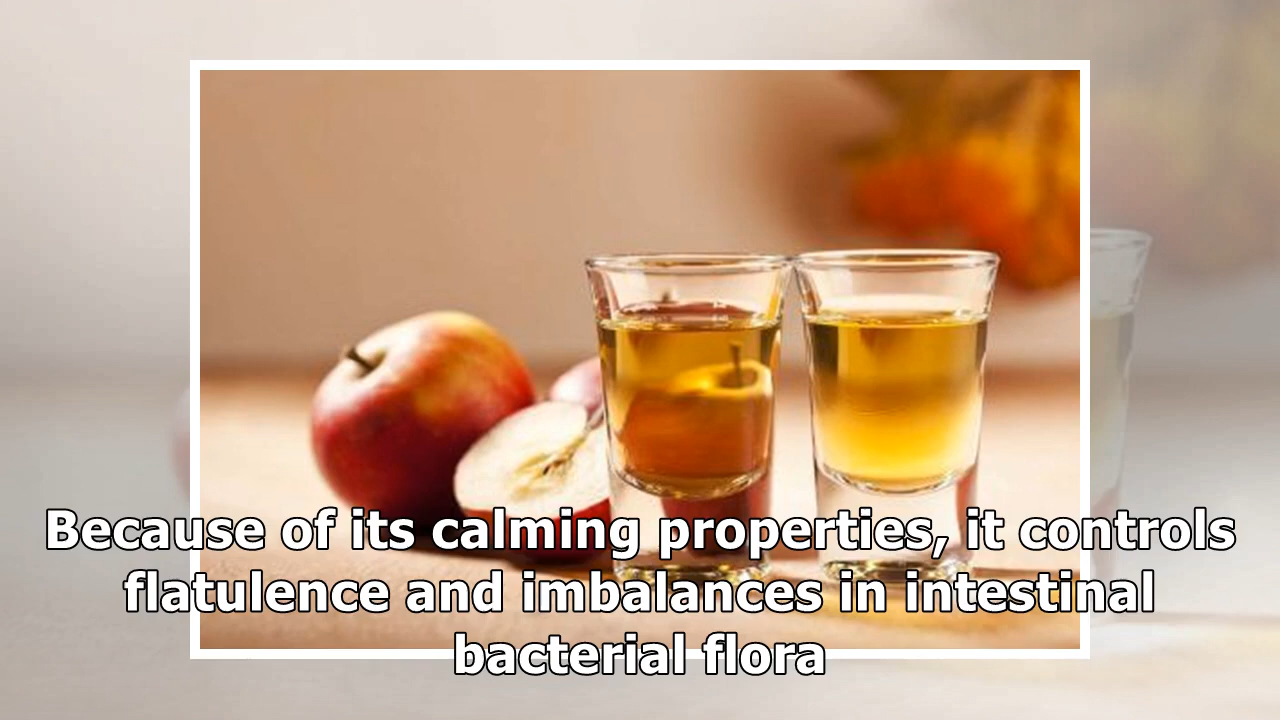 Because of its calming properties, it controls
flatulence and imbalances in intestinal
bacterial flora